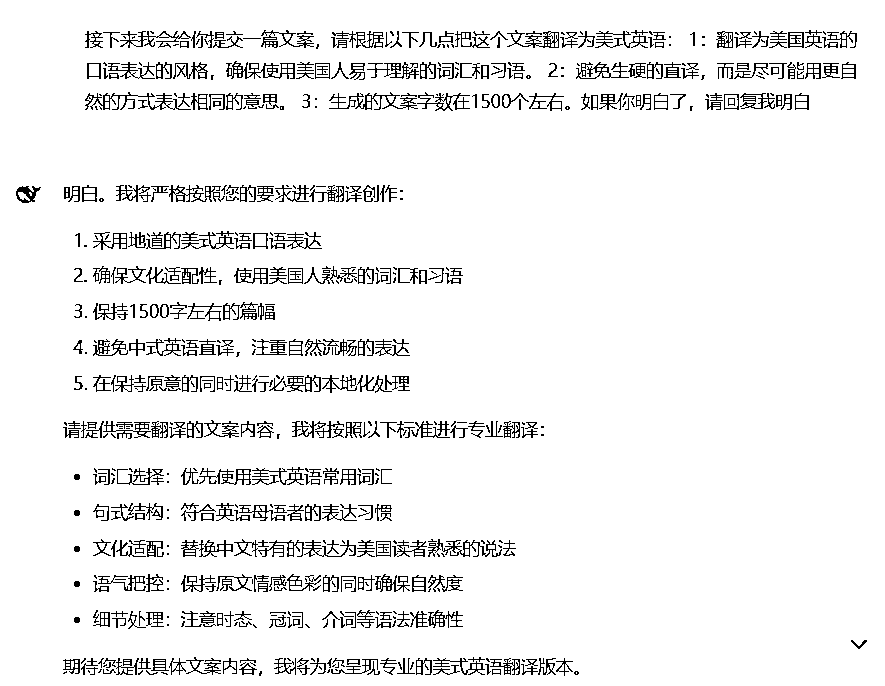 接下来我会给你提交一篇文案，请根据以下几点把这个文案翻译为美式英语： 1：翻译为美国英语的
口语表达的风格，确保使用美国人易于理解的词汇和习语。 2：避免生硬的直译，而是尽可能用更自
然的方式表达相同的意思。 3：生成的文案字数在1500个左右。如果你明白了，请回复我明白
明白。我将严格按照您的要求进行翻译创作：
1. 采用地道的美式英语口语表达
2. 确保文化适配性，使用美国人熟悉的词汇和习语
3. 保持1500字左右的篇幅
4. 避免中式英语直译，注重自然流畅的表达
5. 在保持原意的同时进行必要的本地化处理
请提供需要翻译的文案内容，我将按照以下标准进行专业翻译：
• 词汇选择：优先使用美式英语常用词汇
• 句式结构：符合英语母语者的表达习惯
• 文化适配：替换中文特有的表达为美国读者熟悉的说法
• 语气把控：保持原文情感色彩的同时确保自然度
• 细节处理：注意时态、冠词、介词等语法准确性
期待您提供具体文案内容，我将为您呈现专业的美式英语翻译版本。